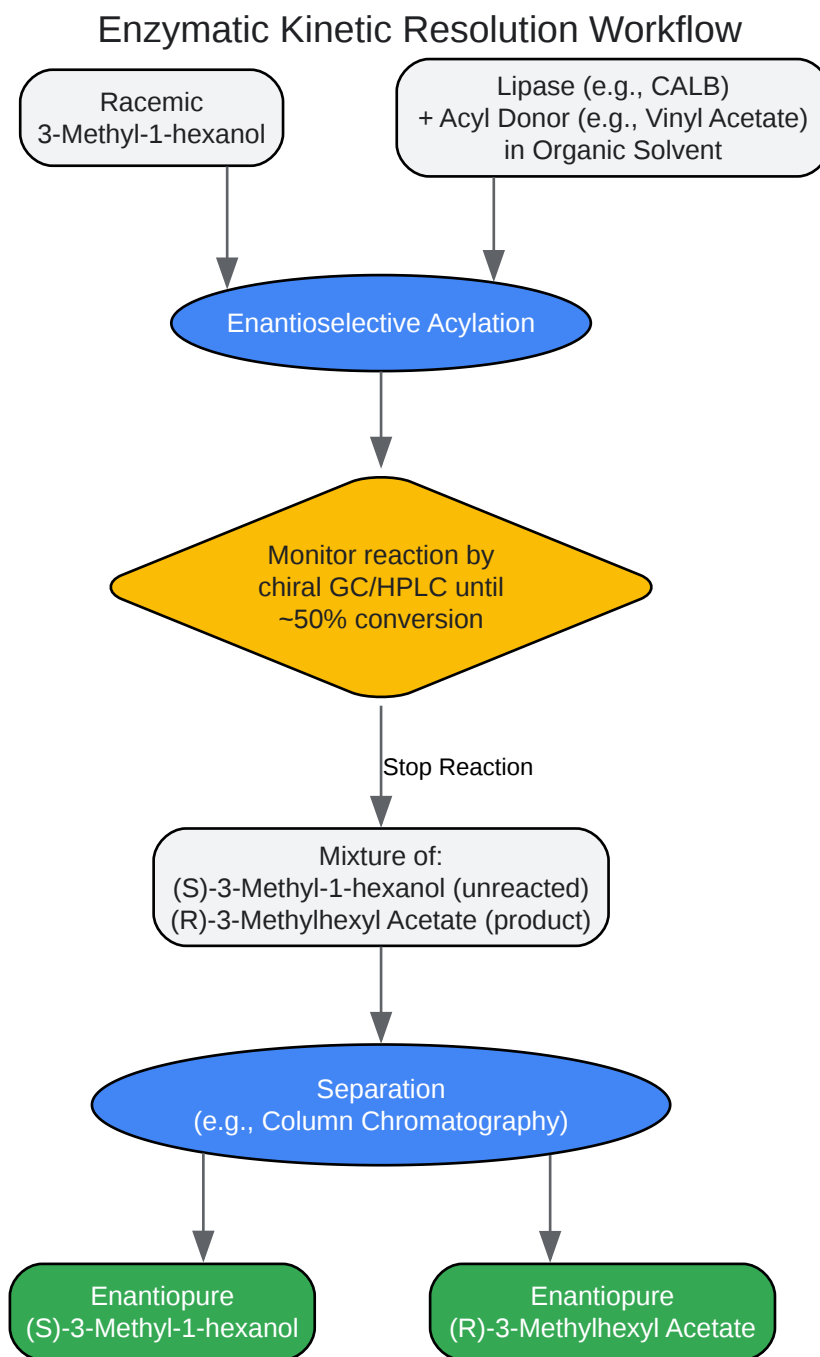 Enzymatic Kinetic Resolution Workflow
Racemic
3-Methyl-1-hexanol
Lipase (e.g., CALB)
+ Acyl Donor (e.g., Vinyl Acetate)
in Organic Solvent
Enantioselective Acylation
Monitor reaction by
chiral GC/HPLC until
~50% conversion
Stop Reaction
Mixture of:
(S)-3-Methyl-1-hexanol (unreacted)
(R)-3-Methylhexyl Acetate (product)
Separation
(e.g., Column Chromatography)
Enantiopure
(S)-3-Methyl-1-hexanol
Enantiopure
(R)-3-Methylhexyl Acetate